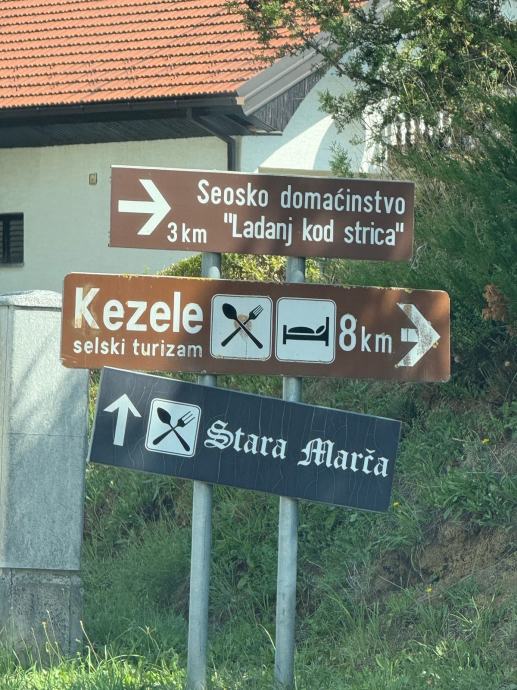 Seosko domaćinstvo
3 km "Ladanj kod strica"
Kezele
selski turizam
8 km
Stara Marča